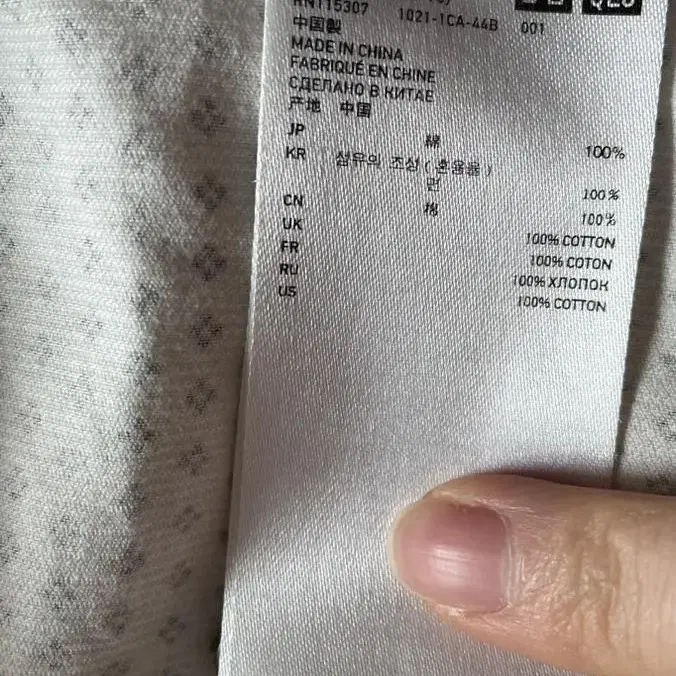 RN115307 1021-1CA-44B 001
中国製
MADE IN CHINA
FABRIQUÉ EN CHINE
СДЕЛАНО В КИТАЕ
产地 中国
JP 綿 100%
KR 섬유의 조성 ( 혼용율 )
면 100%
CN 棉 100%
UK 100% COTTON
FR 100% COTON
RU 100% ХЛОПОК
US 100% COTTON